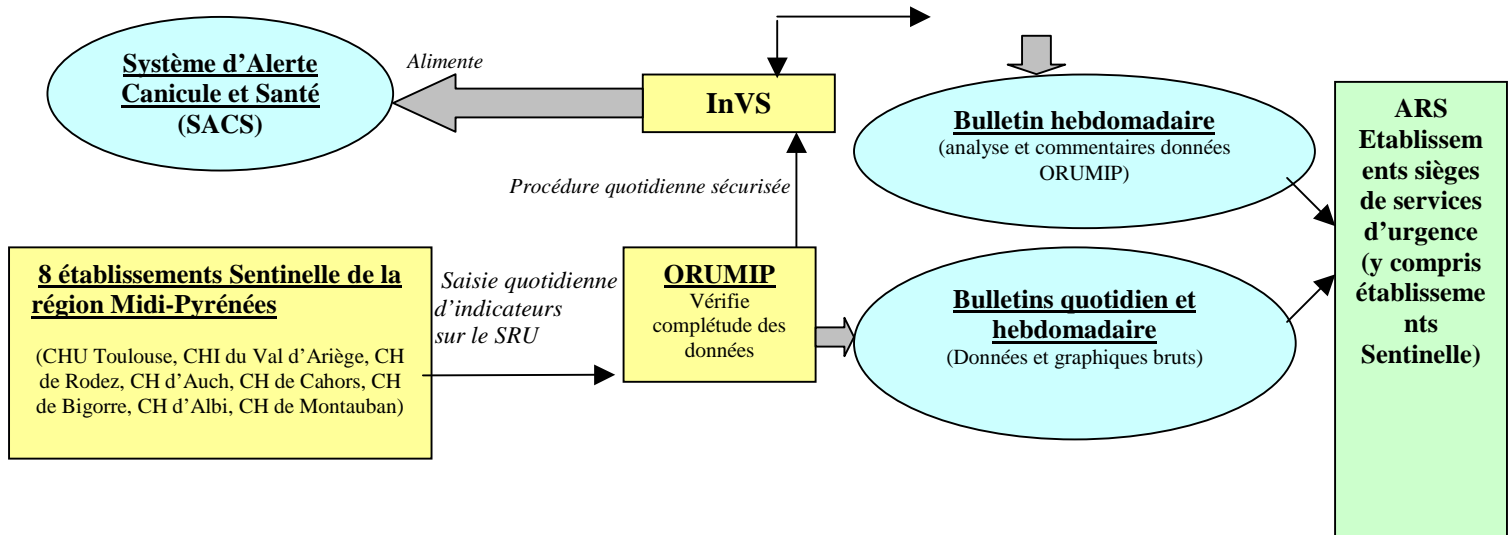 Système d'Alerte
Canicule et Santé
(SACS)
Alimente
InVS
Bulletin hebdomadaire
(analyse et commentaires données
ORUMIP)
ARS
Etablissem
ents sièges
de services
d'urgence
(y compris
établisseme
nts
Sentinelle)
Procédure quotidienne sécurisée
8 établissements Sentinelle de la
région Midi-Pyrénées
(CHU Toulouse, CHI du Val d'Ariège, CH
de Rodez, CH d'Auch, CH de Cahors, CH
de Bigorre, CH d'Albi, CH de Montauban)
Saisie quotidienne
d'indicateurs
sur le SRU
ORUMIP
Vérifie
complétude des
données
Bulletins quotidien et
hebdomadaire
(Données et graphiques bruts)